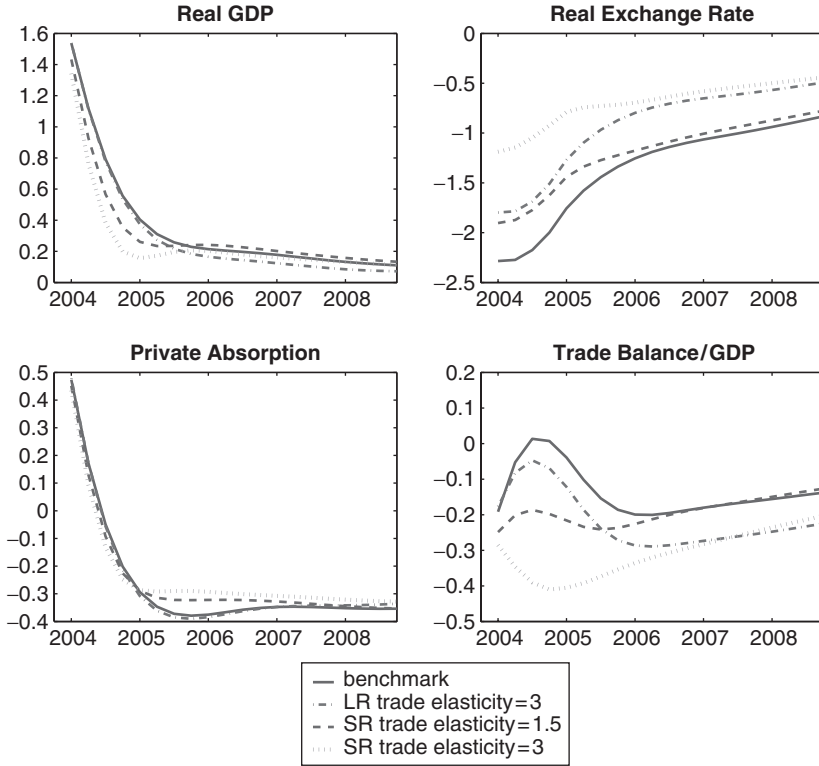 Real GDP
1.6
1.4
1.2
1
0.8
0.6
0.4
0.2
0
2004 2005 2006 2007 2008
Real Exchange Rate
0
−0.5
−1
−1.5
−2
−2.5
2004 2005 2006 2007 2008
Private Absorption
0.5
0.4
0.3
0.2
0.1
0
−0.1
−0.2
−0.3
−0.4
2004 2005 2006 2007 2008
Trade Balance/GDP
0.2
0.1
0
−0.1
−0.2
−0.3
−0.4
−0.5
2004 2005 2006 2007 2008
benchmark
LR trade elasticity=3
SR trade elasticity=1.5
SR trade elasticity=3